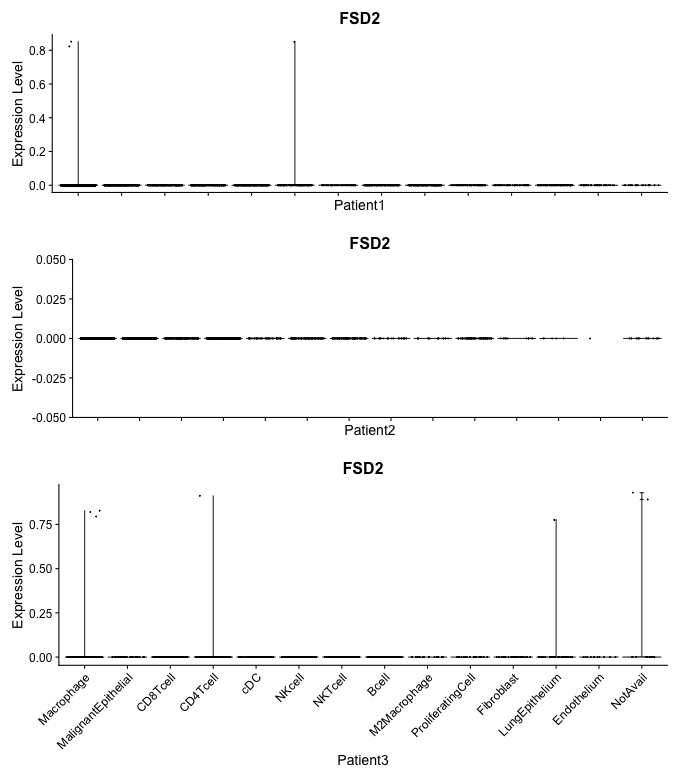 FSD2
Expression Level
0.8
0.6
0.4
0.2
0.0
Patient1
FSD2
Expression Level
0.050
0.025
0.000
-0.025
-0.050
Patient2
FSD2
Expression Level
0.75
0.50
0.25
0.00
Macrophage
MalignantEpithelial
CD8Tcell
CD4Tcell
cDC
NKcell
NKTcell
Bcell
M2Macrophage
ProliferatingCell
Fibroblast
LungEpithelium
Endothelium
NotAvail
Patient3